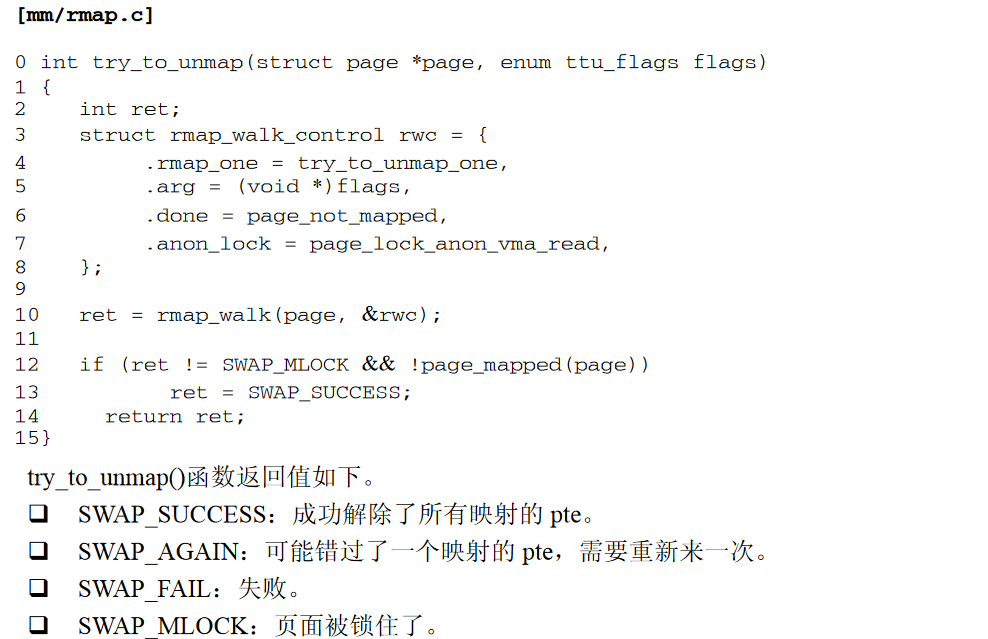 [mm/rmap.c]
0 int try_to_unmap(struct page *page, enum ttu_flags flags)
1 {
2    int ret;
3    struct rmap_walk_control rwc = {
4         .rmap_one = try_to_unmap_one,
5         .arg = (void *)flags,
6         .done = page_not_mapped,
7         .anon_lock = page_lock_anon_vma_read,
8    };
9
10   ret = rmap_walk(page, &rwc);
11
12   if (ret != SWAP_MLOCK && !page_mapped(page))
13          ret = SWAP_SUCCESS;
14     return ret;
15}
try_to_unmap()函数返回值如下。
❑ SWAP_SUCCESS：成功解除了所有映射的 pte。
❑ SWAP_AGAIN：可能错过了一个映射的 pte，需要重新来一次。
❑ SWAP_FAIL：失败。
❑ SWAP_MLOCK：页面被锁住了。